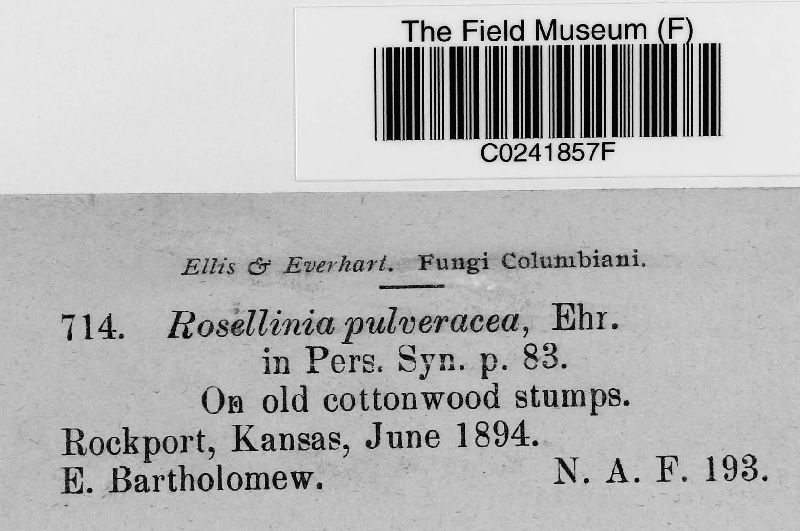 The Field Museum (F)
C0241857F
Ellis & Everhart. Fungi Columbiani.
714. Rosellinia pulveracea, Ehr.
in Pers. Syn. p. 83.
On old cottonwood stumps.
Rockport, Kansas, June 1894.
E. Bartholomew. N. A. F. 193.